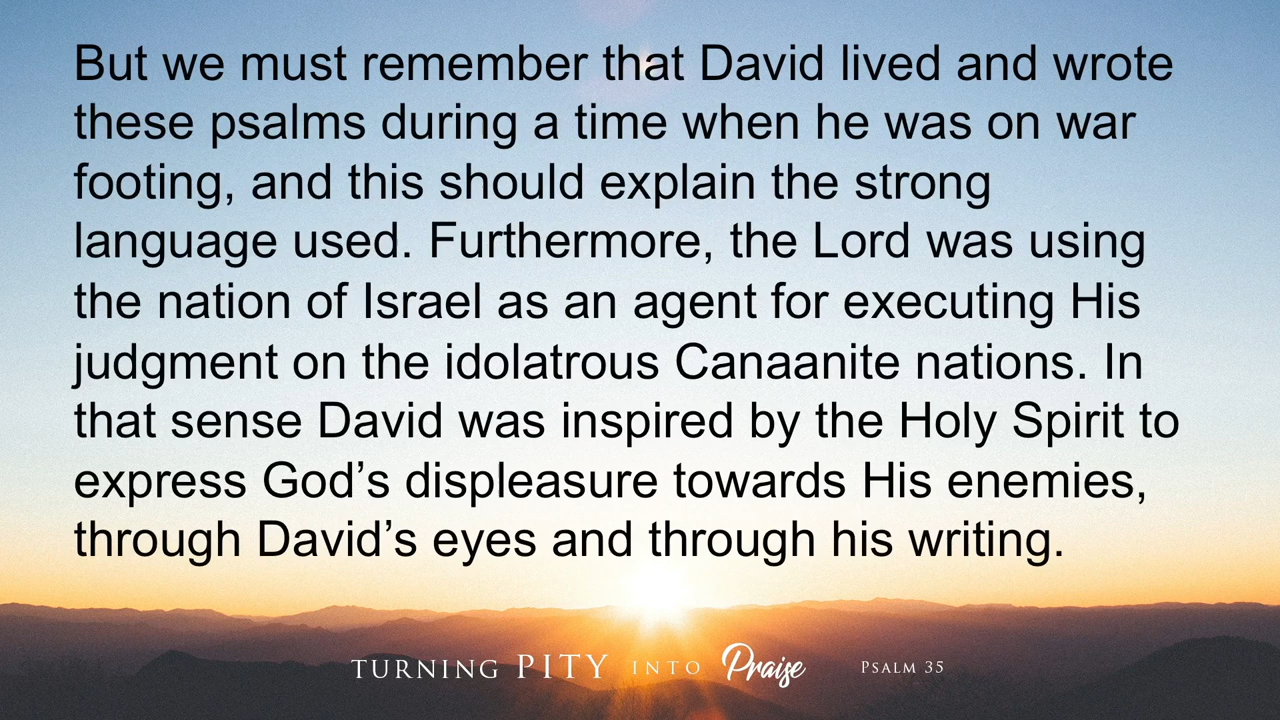 But we must remember that David lived and wrote
these psalms during a time when he was on war
footing, and this should explain the strong
language used. Furthermore, the Lord was using
the nation of Israel as an agent for executing His
judgment on the idolatrous Canaanite nations. In
that sense David was inspired by the Holy Spirit to
express God’s displeasure towards His enemies,
through David’s eyes and through his writing.
TURNING PITY INTO Praise PSALM 35